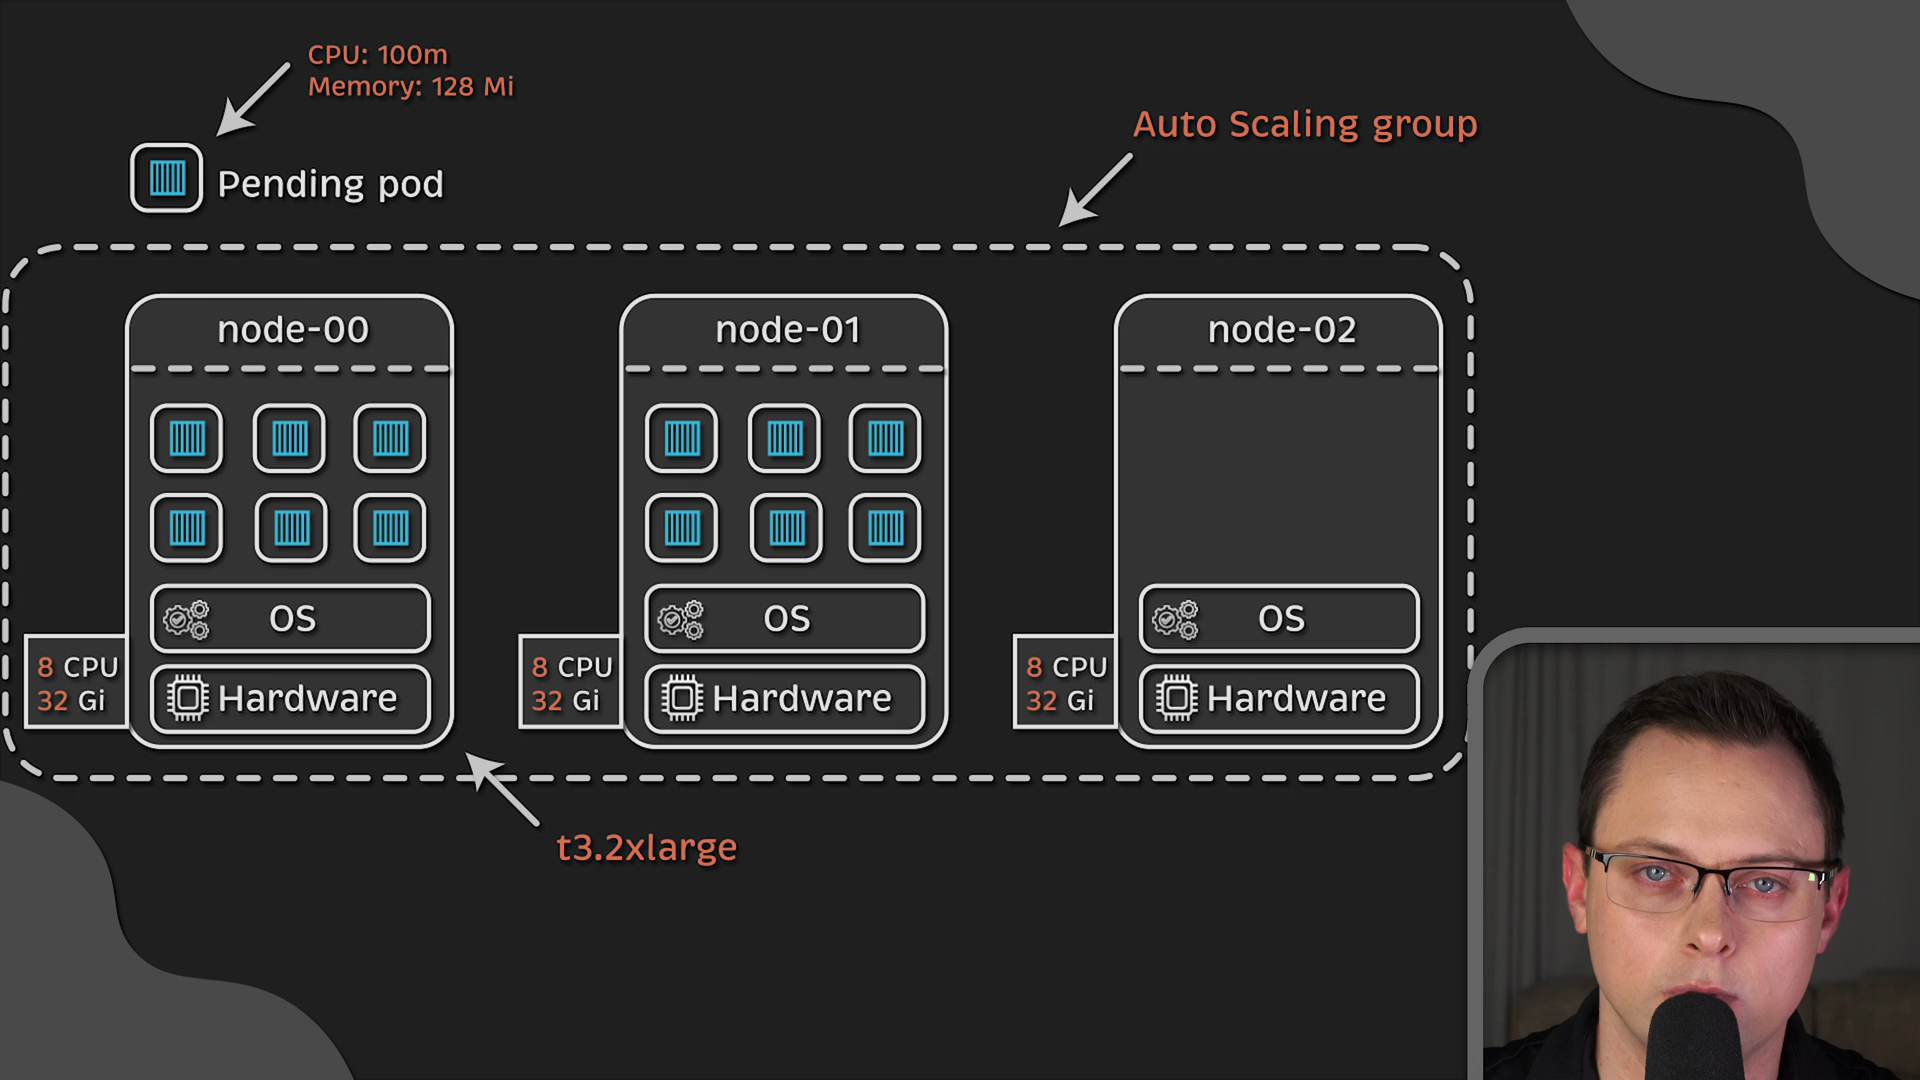 CPU: 100m
Memory: 128 Mi
Auto Scaling group
Pending pod
node-00
node-01
node-02
OS
OS
OS
8 CPU
32 Gi
Hardware
8 CPU
32 Gi
Hardware
8 CPU
32 Gi
Hardware
t3.2xlarge